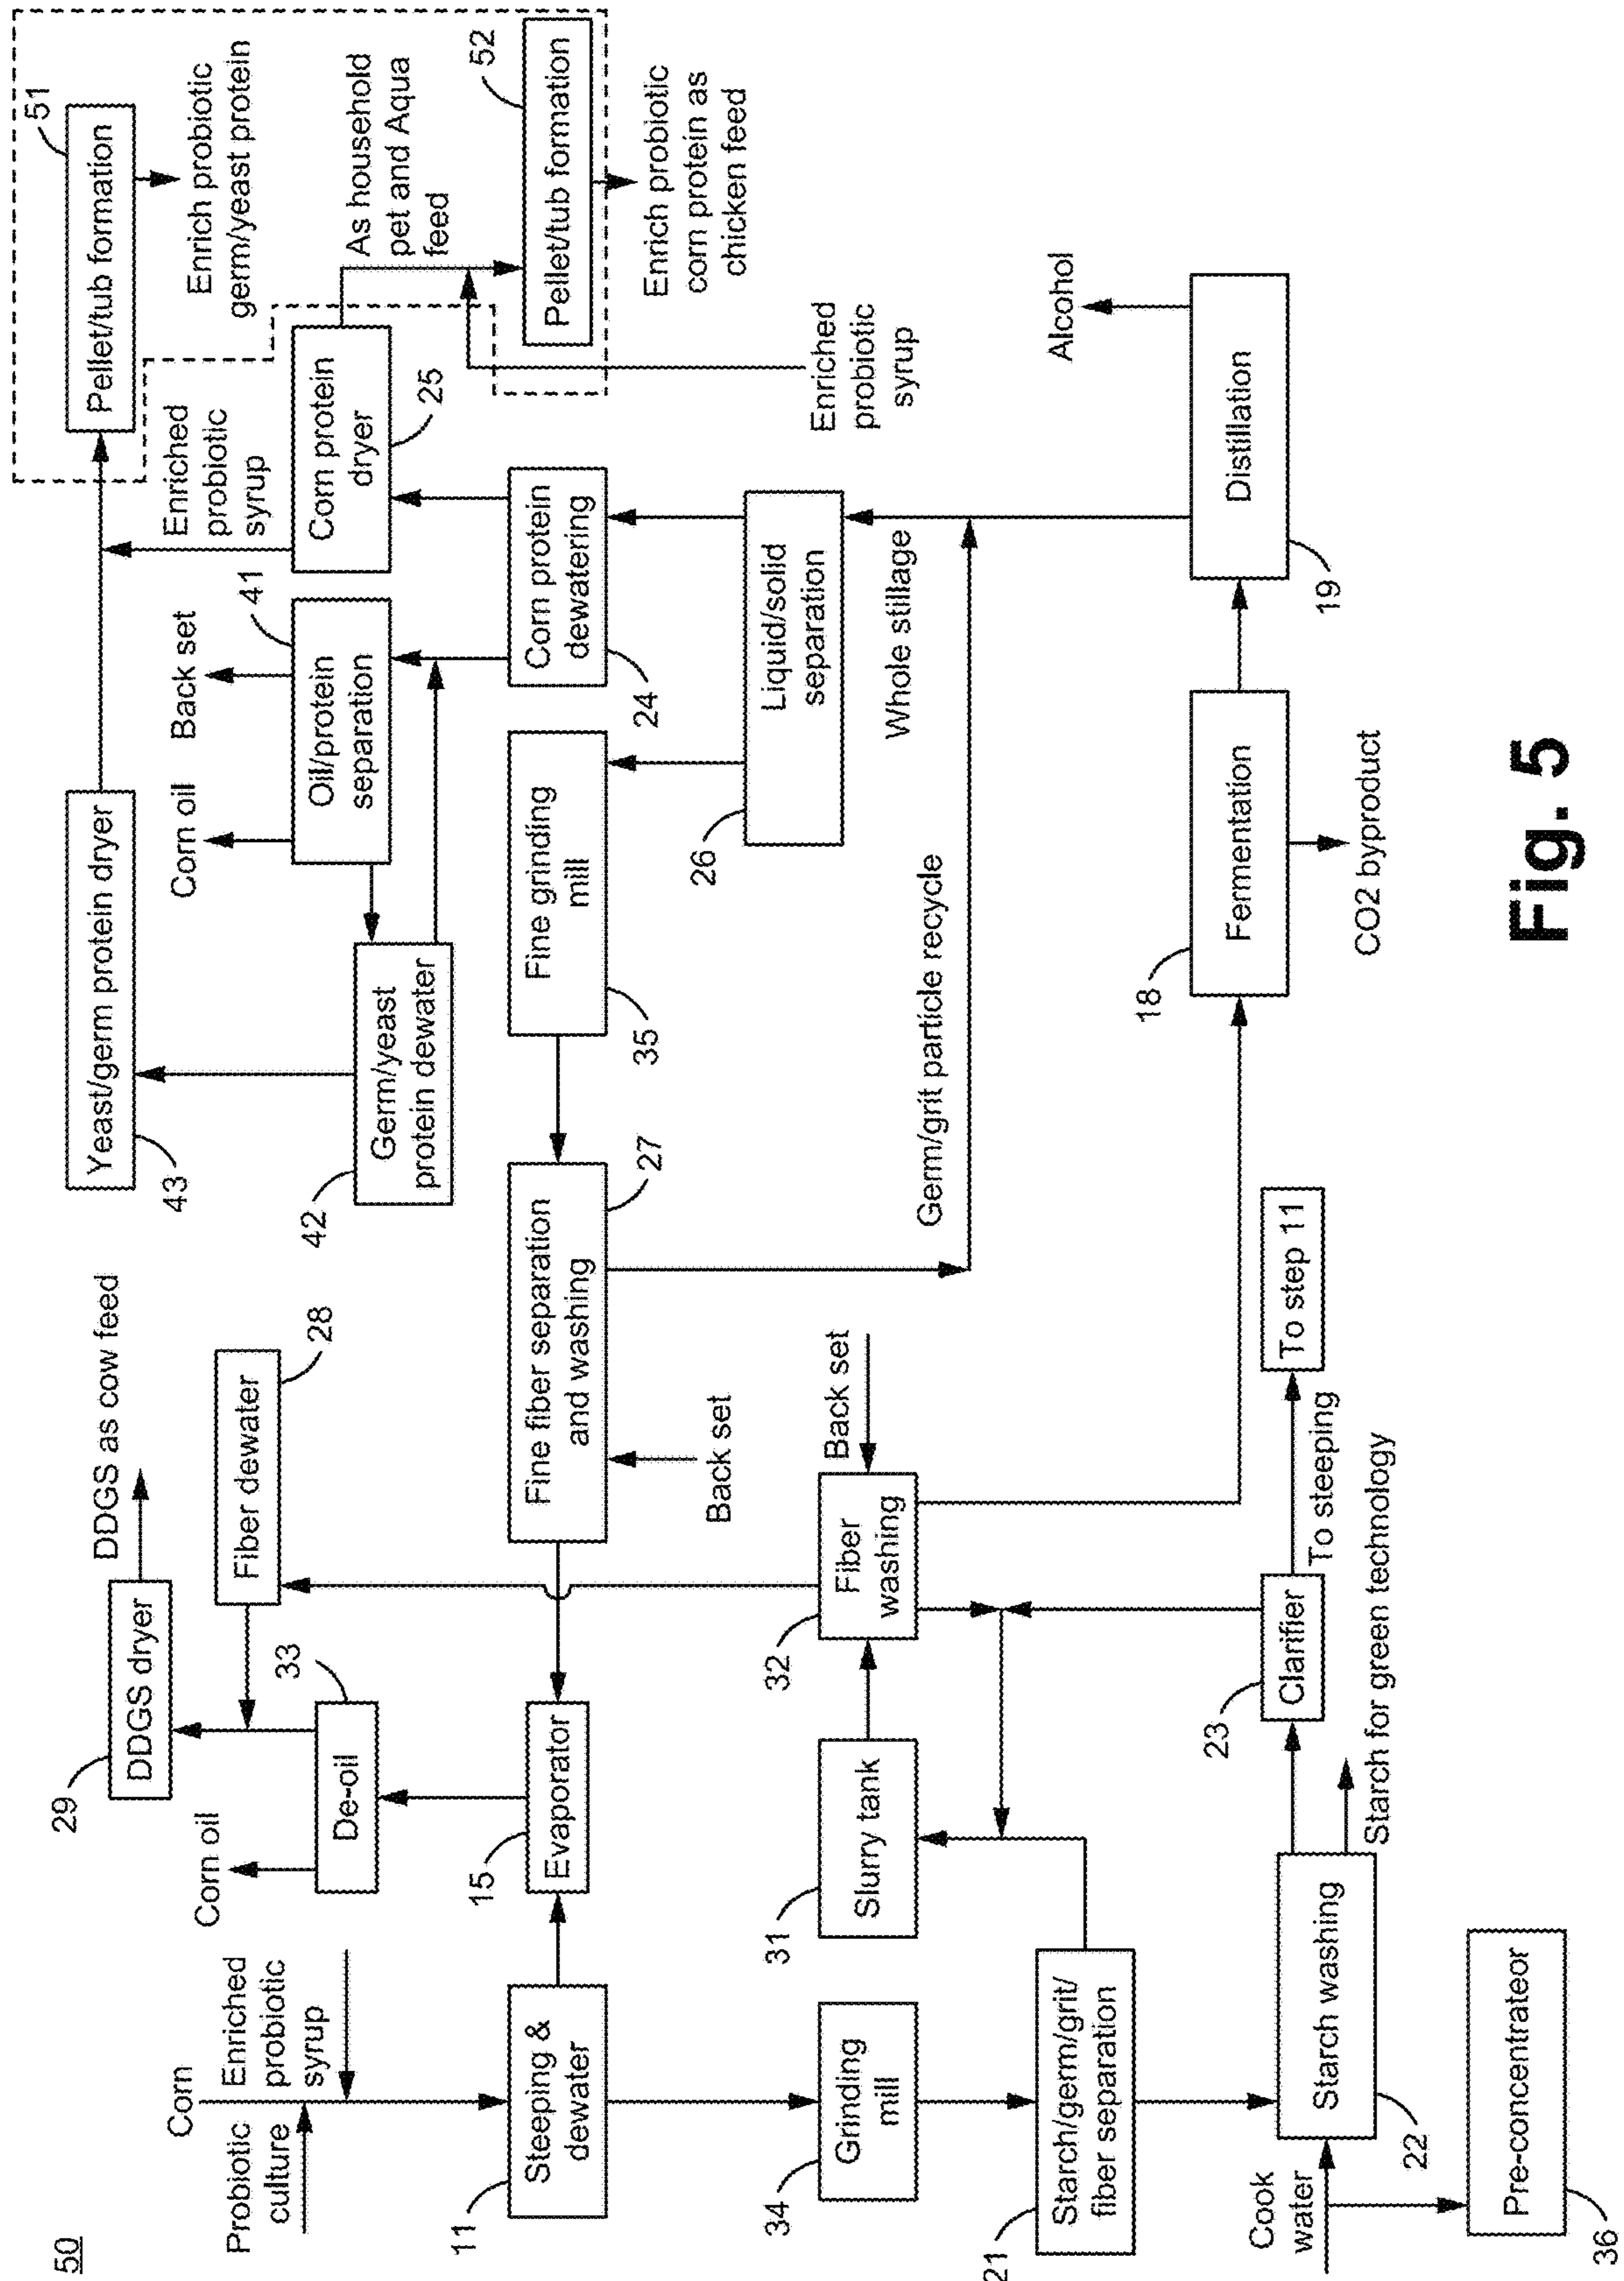 50
Corn
Probiotic
culture
Enriched
probiotic
syrup
11
Steeping &
dewater
15
Evaporator
Corn oil
De-oil
33
29
DDGS dryer
DDGS as cow feed
Fiber dewater
28
34
Grinding
mill
21
Starch/germ/grit/
fiber separation
31
Slurry tank
32
Fiber
washing
Back set
Fine fiber separation
and washing
27
Back set
Cook
water
Starch washing
22
Pre-concentrateor
36
Starch for green technology
23
Clarifier
To steeping
To step 11
43
Yeast/germ protein dryer
42
Germ/yeast
protein dewater
Corn oil
Back set
Oil/protein
separation
41
Fine grinding
mill
35
Corn protein
dewatering
24
Corn protein
dryer
25
Enriched
probiotic
syrup
Pellet/tub formation
51
Enrich probiotic
germ/yeast protein
As household
pet and Aqua
feed
Pellet/tub formation
52
Enrich probiotic
corn protein as
chicken feed
Enriched
probiotic
syrup
Liquid/solid
separation
26
Whole stillage
Germ/grit particle recycle
18
Fermentation
CO2 byproduct
Distillation
19
Alcohol
Fig. 5